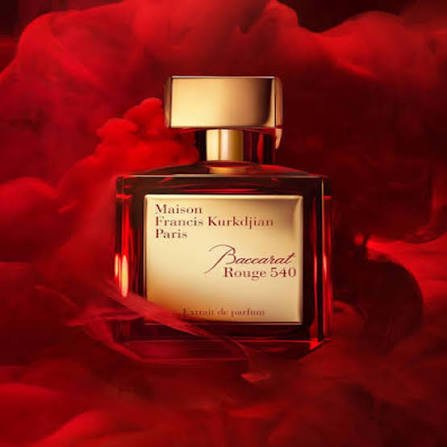 Maison
Francis Kurkdjian
Paris
Baccarat
Rouge 540
Extrait de parfum